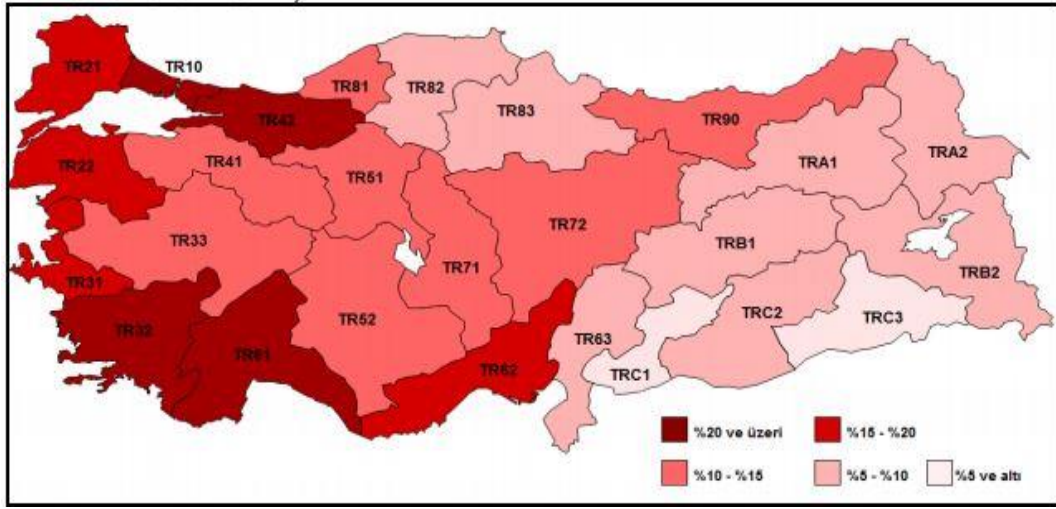 TR21
TR10
TR42
TR81
TR82
TR83
TR90
TRA1
TRA2
TR22
TR41
TR51
TR72
TR33
TR71
TRB1
TRB2
TR31
TR32
TR61
TR52
TR62
TR63
TRC1
TRC2
TRC3
%20 ve üzeri
%15 - %20
%10 - %15
%5 - %10
%5 ve altı